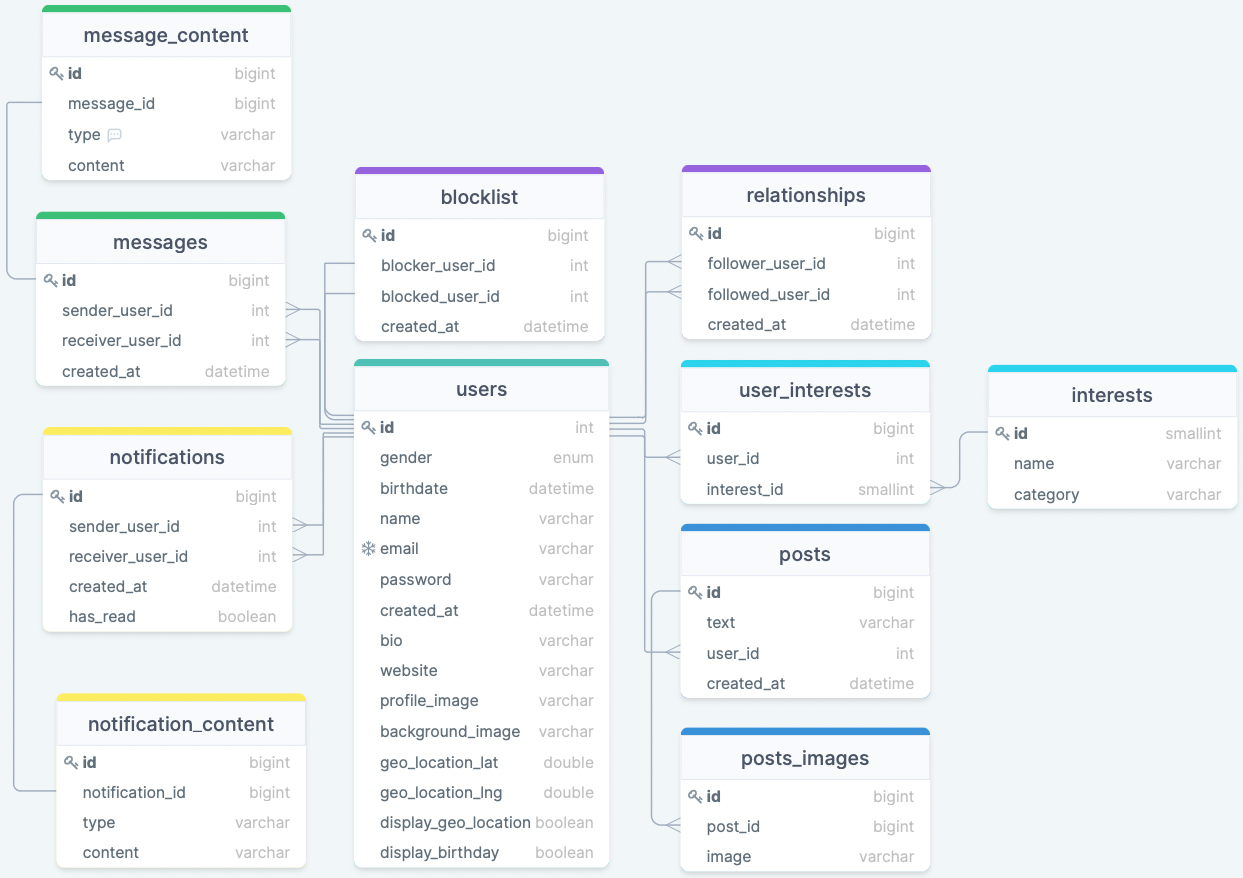 message_content
id bigint
message_id bigint
type varchar
content varchar
messages
id bigint
sender_user_id int
receiver_user_id int
created_at datetime
notifications
id bigint
sender_user_id int
receiver_user_id int
created_at datetime
has_read boolean
notification_content
id bigint
notification_id bigint
type varchar
content varchar
blocklist
id bigint
blocker_user_id int
blocked_user_id int
created_at datetime
users
id int
gender enum
birthdate datetime
name varchar
email varchar
password varchar
created_at datetime
bio varchar
website varchar
profile_image varchar
background_image varchar
geo_location_lat double
geo_location_lng double
display_geo_location boolean
display_birthday boolean
relationships
id bigint
follower_user_id int
followed_user_id int
created_at datetime
user_interests
id bigint
user_id int
interest_id smallint
posts
id bigint
text varchar
user_id int
created_at datetime
posts_images
id bigint
post_id bigint
image varchar
interests
id smallint
name varchar
category varchar